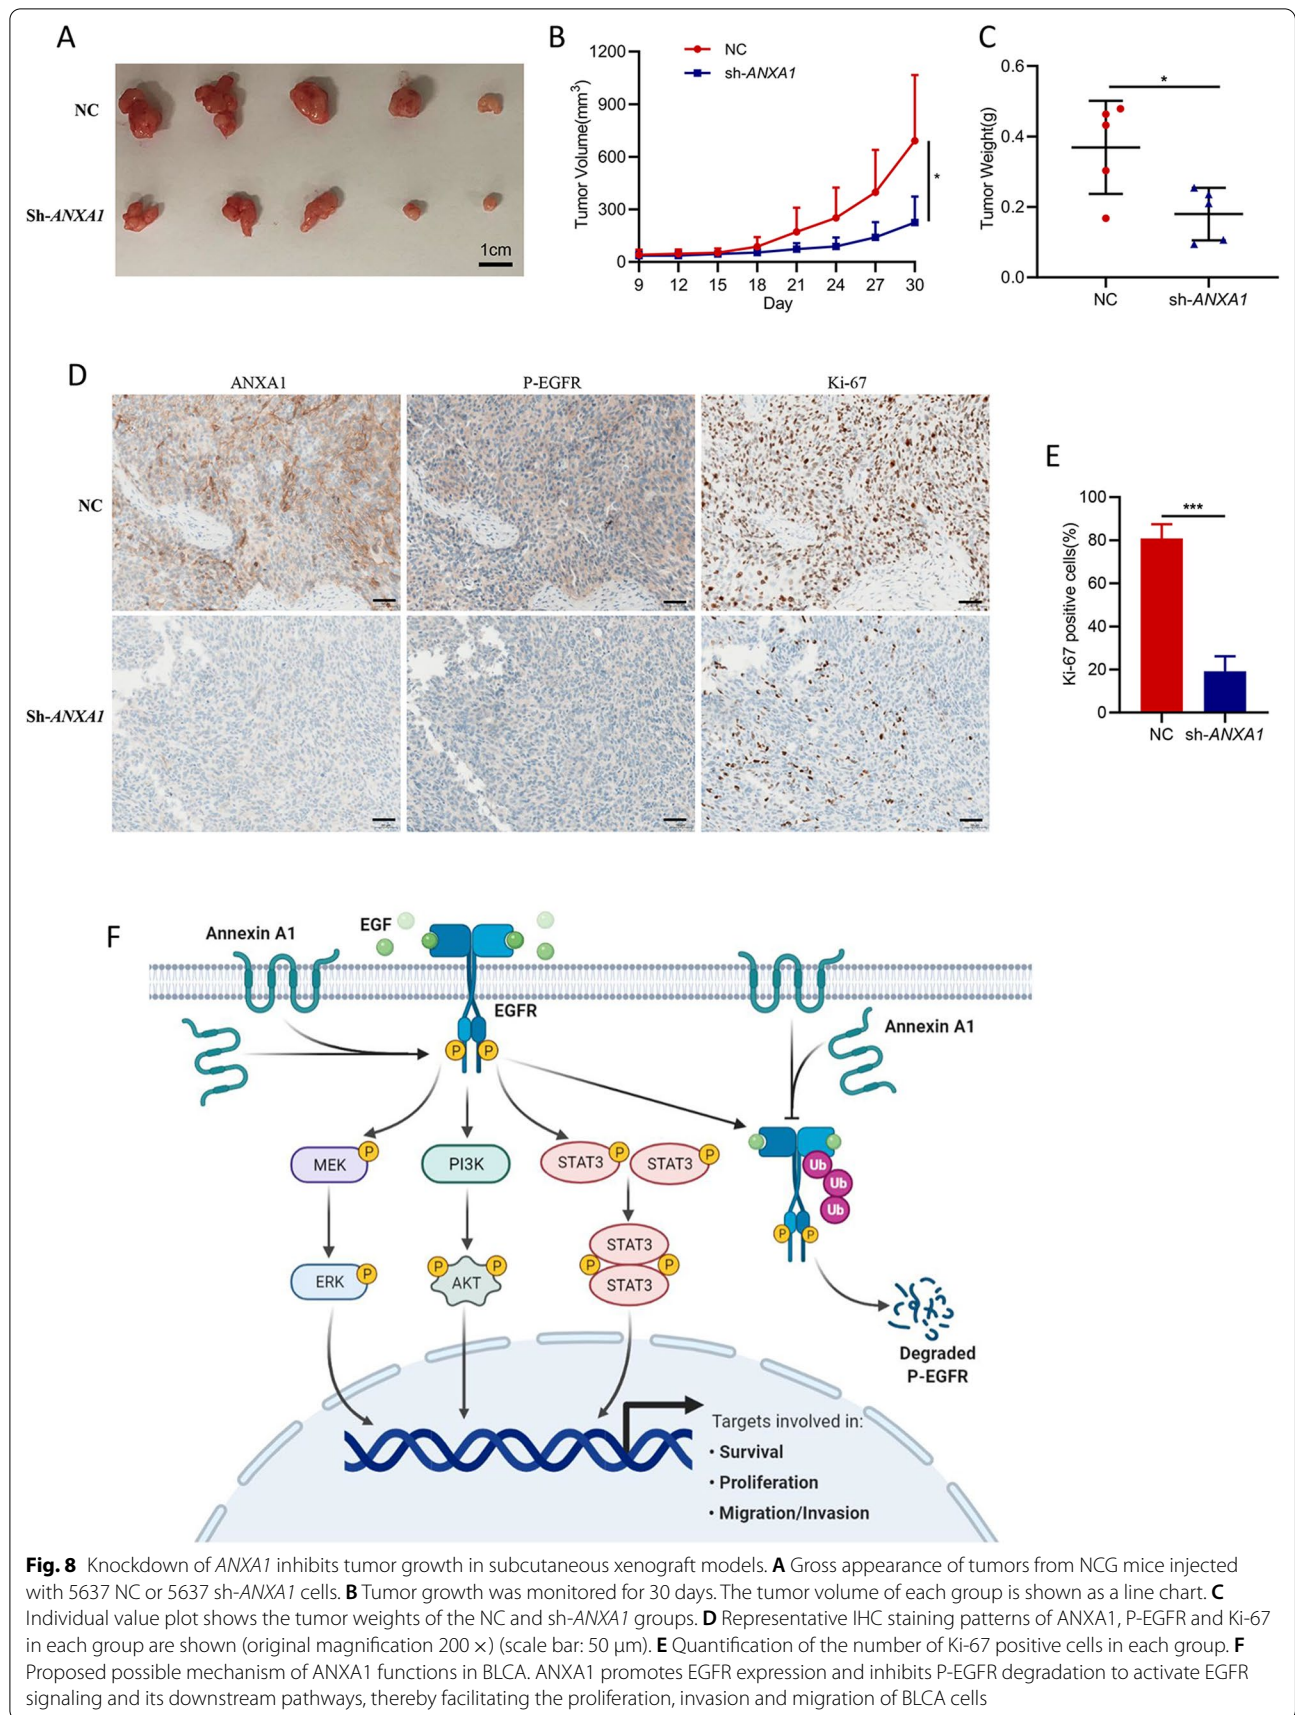 A
NC
Sh-ANXA1
1cm
B
1200
900
600
300
0
Tumor Volume(mm³)
NC
sh-ANXA1
*
9 12 15 18 21 24 27 30
Day
C
0.6
0.4
0.2
0.0
Tumor Weight(g)
*
NC sh-ANXA1
D
ANXA1 P-EGFR Ki-67
NC
Sh-ANXA1
E
100
80
60
40
20
0
Ki-67 positive cells(%)
***
NC sh-ANXA1
F
Annexin A1
EGF
EGFR
P P
Annexin A1
MEK P
PI3K
STAT3 P
STAT3 P
Ub
Ub
Ub
P P
ERK P
P AKT P
STAT3
P P
STAT3
Degraded
P-EGFR
Targets involved in:
• Survival
• Proliferation
• Migration/Invasion
Fig. 8 Knockdown of ANXA1 inhibits tumor growth in subcutaneous xenograft models. A Gross appearance of tumors from NCG mice injected
with 5637 NC or 5637 sh-ANXA1 cells. B Tumor growth was monitored for 30 days. The tumor volume of each group is shown as a line chart. C
Individual value plot shows the tumor weights of the NC and sh-ANXA1 groups. D Representative IHC staining patterns of ANXA1, P-EGFR and Ki-67
in each group are shown (original magnification 200 ×) (scale bar: 50 μm). E Quantification of the number of Ki-67 positive cells in each group. F
Proposed possible mechanism of ANXA1 functions in BLCA. ANXA1 promotes EGFR expression and inhibits P-EGFR degradation to activate EGFR
signaling and its downstream pathways, thereby facilitating the proliferation, invasion and migration of BLCA cells